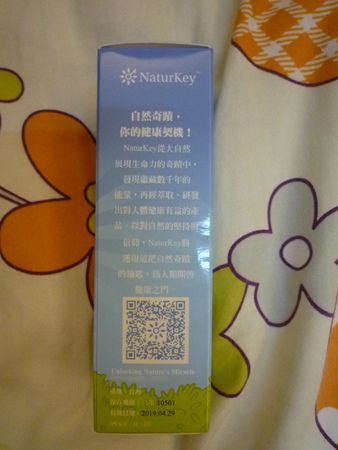 NaturKey™
自然奇蹟，
你的健康契機！
NaturKey從大自然
展現生命力的奇蹟中，
發現蘊藏數千年的
能量，再經萃取、研發
出對人體健康有益的產
品。以對自然的堅持與
信仰，NaturKey將
運用這把自然奇蹟
的鑰匙，為人類開啓
健康之門。
Unlocking Nature's Miracle
10501
2019.04.29